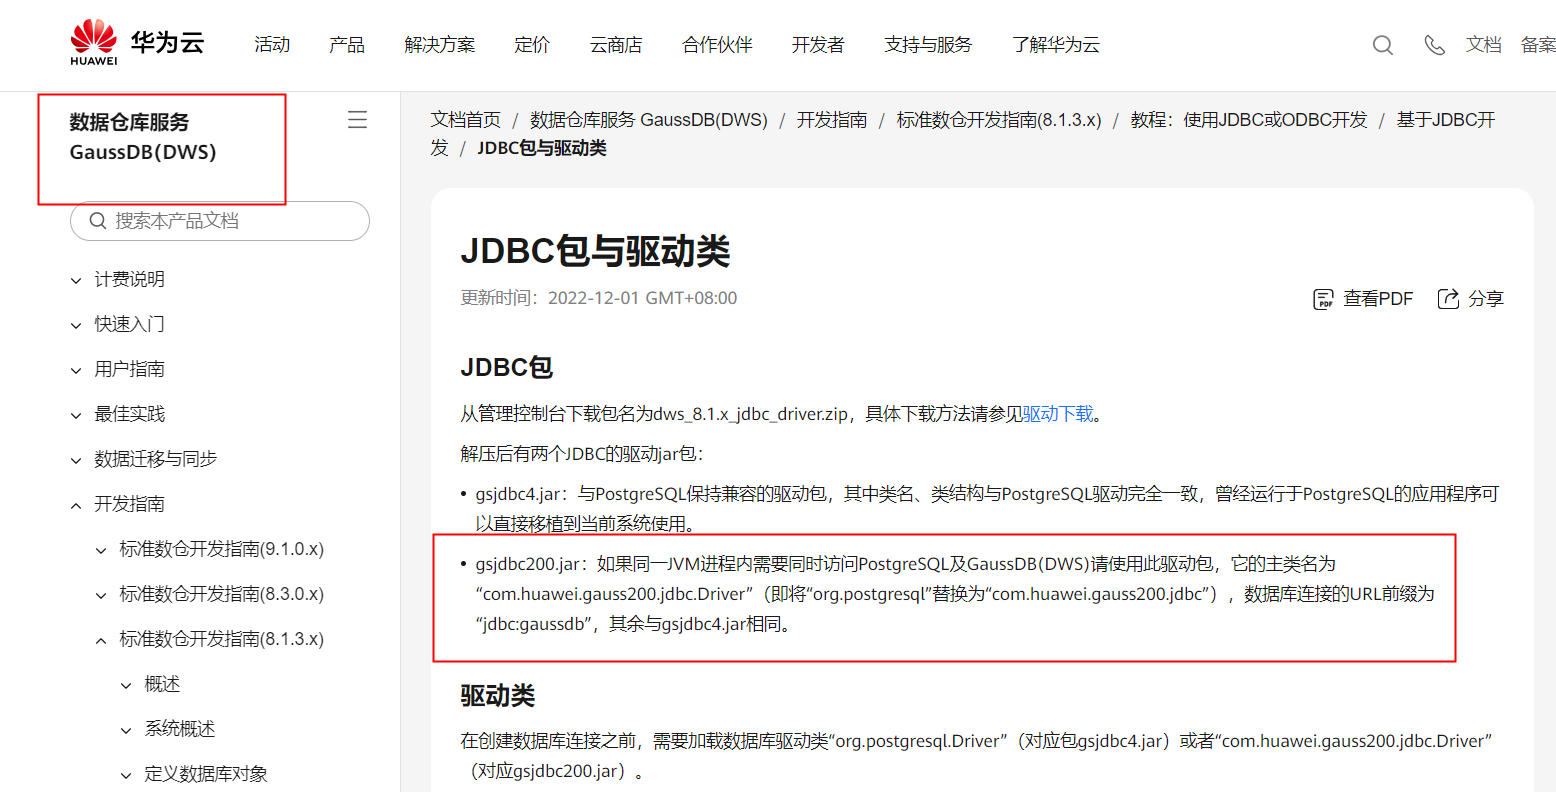 HUAWEI
华为云
活动 产品 解决方案 定价 云商店 合作伙伴 开发者 支持与服务 了解华为云 文档 备案
数据仓库服务
GaussDB(DWS)
搜索本产品文档
计费说明
快速入门
用户指南
最佳实践
数据迁移与同步
开发指南
标准数仓开发指南(9.1.0.x)
标准数仓开发指南(8.3.0.x)
标准数仓开发指南(8.1.3.x)
概述
系统概述
定义数据库对象
文档首页 / 数据仓库服务 GaussDB(DWS) / 开发指南 / 标准数仓开发指南(8.1.3.x) / 教程：使用JDBC或ODBC开发 / 基于JDBC开
发 / JDBC包与驱动类
JDBC包与驱动类
更新时间：2022-12-01 GMT+08:00
PDF 查看PDF 分享
JDBC包
从管理控制台下载包名为dws_8.1.x_jdbc_driver.zip，具体下载方法请参见驱动下载。
解压后有两个JDBC的驱动jar包：
• gsjdbc4.jar：与PostgreSQL保持兼容的驱动包，其中类名、类结构与PostgreSQL驱动完全一致，曾经运行于PostgreSQL的应用程序可
以直接移植到当前系统使用。
• gsjdbc200.jar：如果同一JVM进程内需要同时访问PostgreSQL及GaussDB(DWS)请使用此驱动包，它的主类名为
“com.huawei.gauss200.jdbc.Driver”（即将“org.postgresql”替换为“com.huawei.gauss200.jdbc”），数据库连接的URL前缀为
“jdbc:gaussdb”，其余与gsjdbc4.jar相同。
驱动类
在创建数据库连接之前，需要加载数据库驱动类“org.postgresql.Driver”（对应包gsjdbc4.jar）或者“com.huawei.gauss200.jdbc.Driver”
（对应gsjdbc200.jar）。